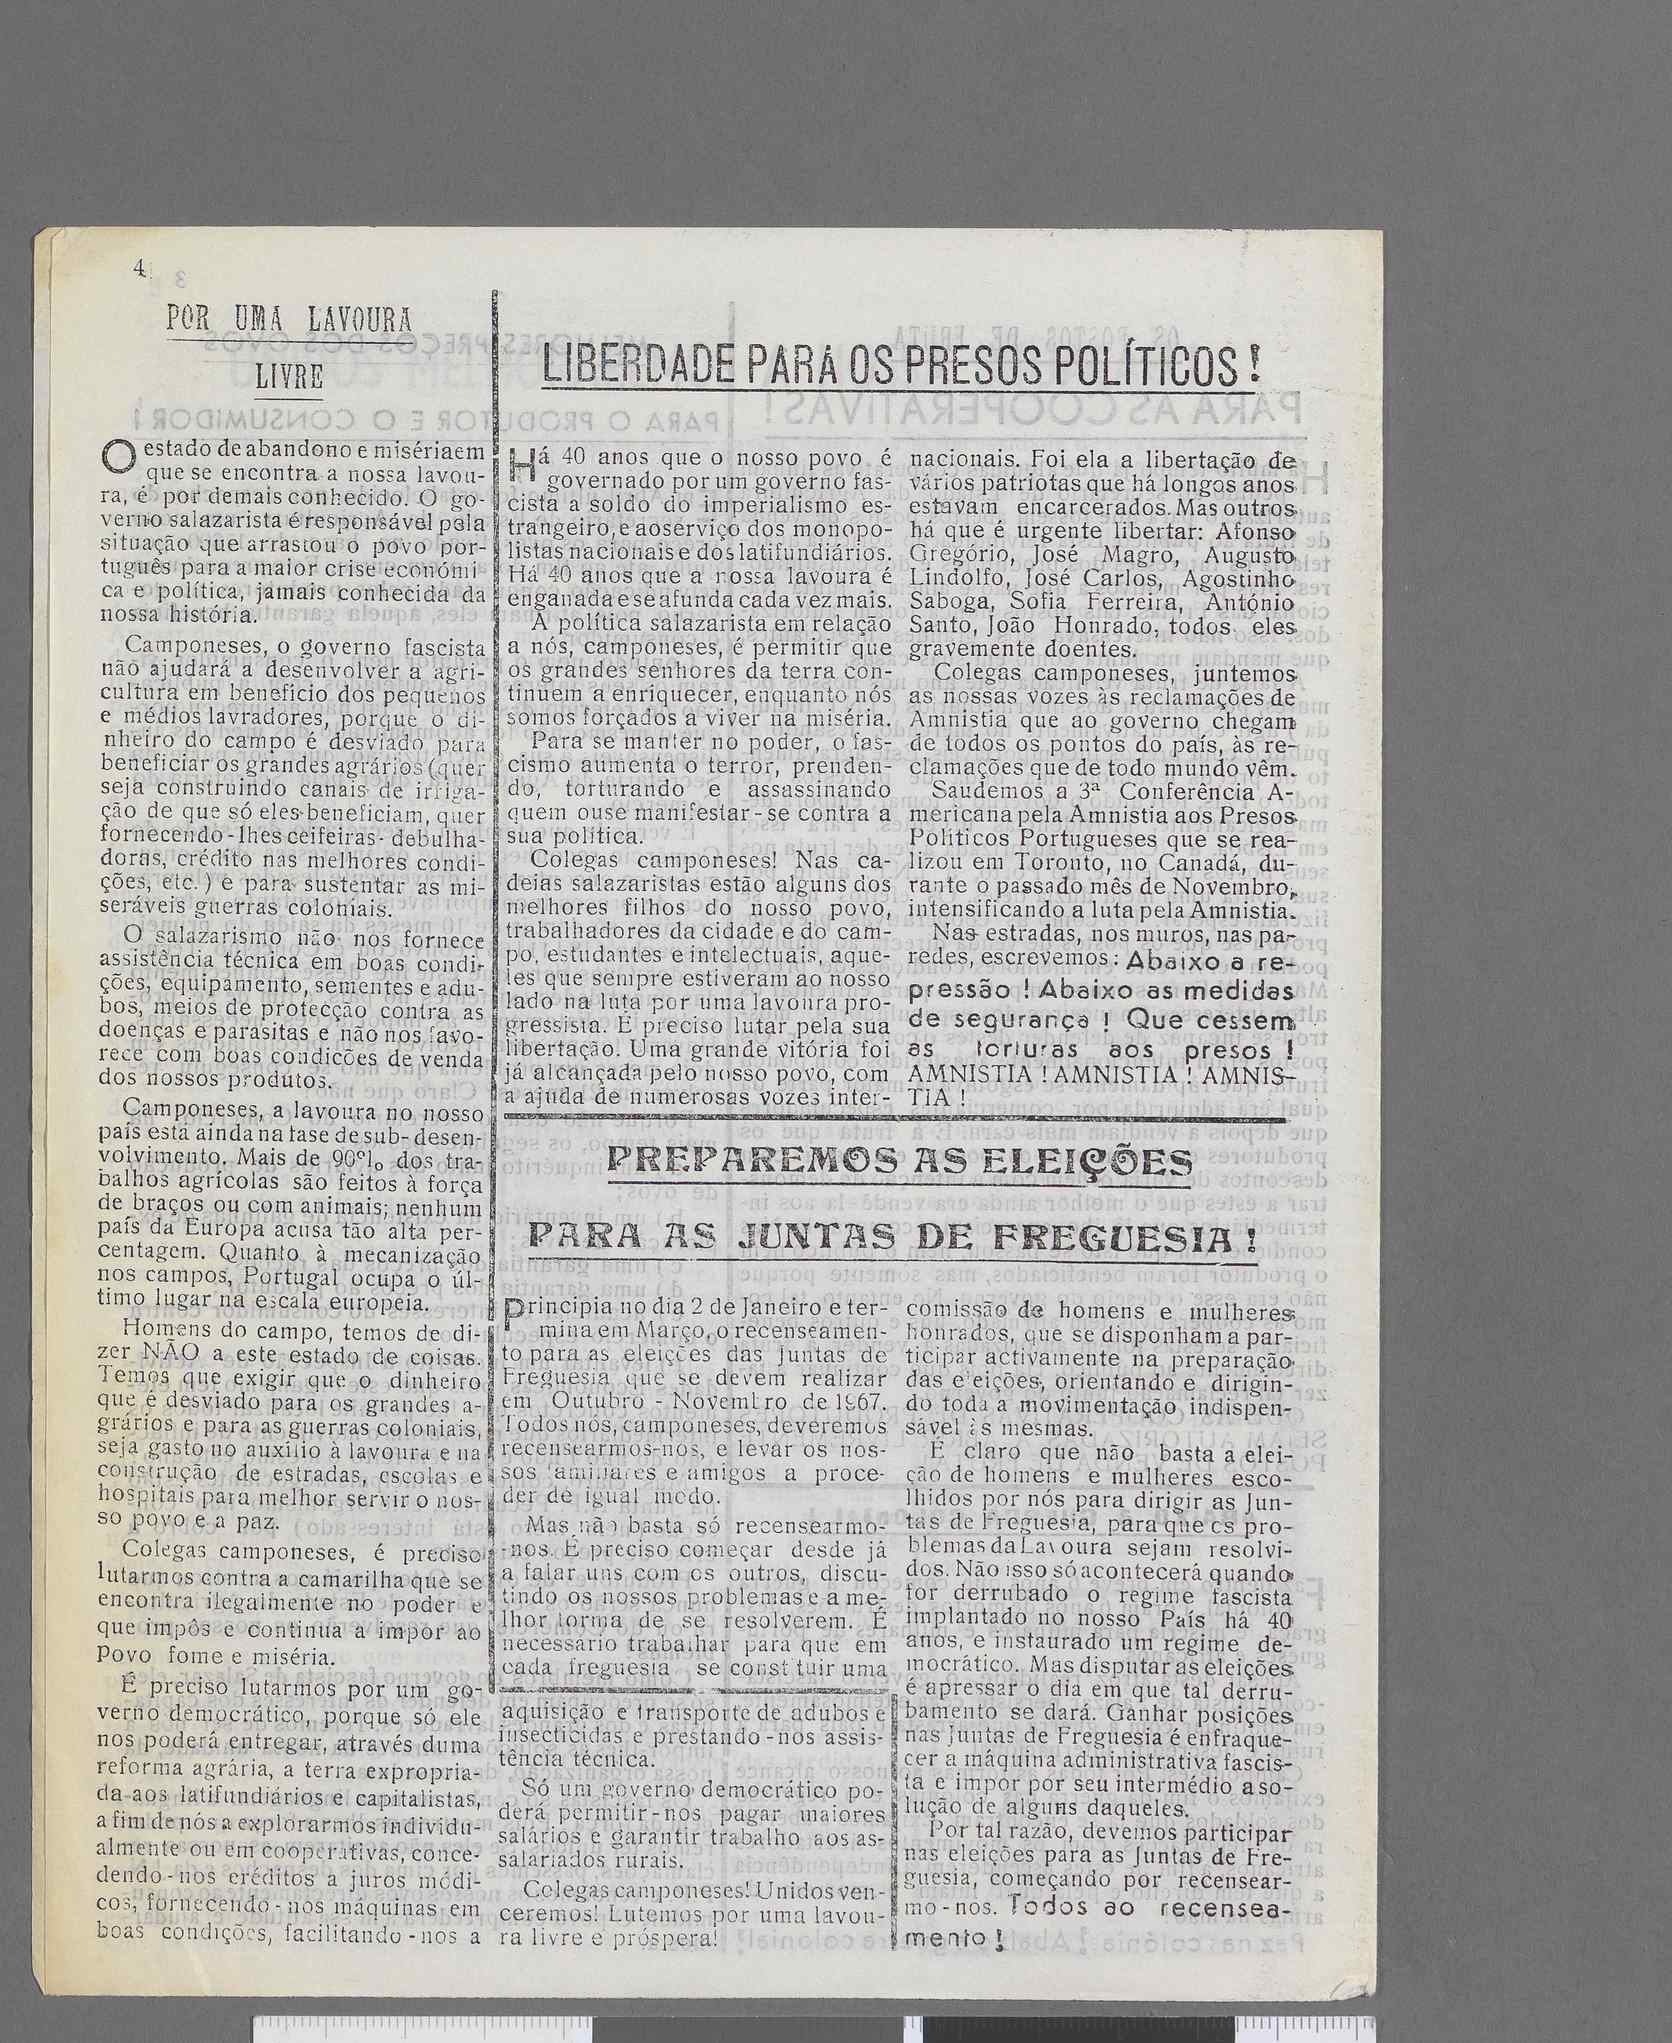 4
POR UMA LAVOURA
LIVRE
O estado de abandono e miséria em
que se encontra a nossa lavou-
ra, é por demais conhecido. O go-
verno salazarista é responsável pela
situação que arrastou o povo por-
tuguês para a maior crise económi
ca e política, jamais conhecida da
nossa história.
Camponeses, o governo fascista
não ajudará a desenvolver a agri-
cultura em benefício dos pequenos
e médios lavradores, porque o di-
nheiro do campo é desviado para
beneficiar os grandes agrários (quer
seja construindo canais de irriga-
ção de que só eles beneficiam, quer
fornecendo-lhes ceifeiras-debulha-
doras, crédito nas melhores condi-
ções, etc.) e para sustentar as mi-
seráveis guerras coloniais.
O salazarismo não nos fornece
assistência técnica em boas condi-
ções, equipamento, sementes e adu-
bos, meios de protecção contra as
doenças e parasitas e não nos favo-
rece com boas condicões de venda
dos nossos produtos.
Camponeses, a lavoura no nosso
país está ainda na fase de sub-desen-
volvimento. Mais de 90% dos tra-
balhos agrícolas são feitos à força
de braços ou com animais; nenhum
país da Europa acusa tão alta per-
centagem. Quanto à mecanização
nos campos, Portugal ocupa o úl-
timo lugar na escala europeia.
Homens do campo, temos de di-
zer NÃO a este estado de coisas.
Temos que exigir que o dinheiro
que é desviado para os grandes a-
grários e para as guerras coloniais,
seja gasto no auxílio à lavoura e na
construção de estradas, escolas e
hospitais para melhor servir o nos-
so povo e a paz.
Colegas camponeses, é preciso
lutarmos contra a camarilha que se
encontra ilegalmente no poder e
que impôs e continua a impor ao
Povo fome e miséria.
É preciso lutarmos por um go-
verno democrático, porque só ele
nos poderá entregar, através duma
reforma agrária, a terra expropria-
da aos latifundiários e capitalistas,
a fim de nós a explorarmos individu-
almente ou em cooperativas, conce-
dendo-nos créditos a juros módi-
cos, fornecendo-nos máquinas em
boas condições, facilitando-nos a
aquisição e transporte de adubos e
insecticidas e prestando-nos assis-
tência técnica.
Só um governo democrático po-
derá permitir-nos pagar maiores
salários e garantir trabalho aos as-
salariados rurais.
Colegas camponeses! Unidos ven-
ceremos! Lutemos por uma lavou-
ra livre e próspera!
LIBERDADE PARA OS PRESOS POLÍTICOS!
Há 40 anos que o nosso povo é
governado por um governo fas-
cista a soldo do imperialismo es-
trangeiro, e ao serviço dos monopo-
listas nacionais e dos latifundiários.
Há 40 anos que a nossa lavoura é
enganada e se afunda cada vez mais.
A política salazarista em relação
a nós, camponeses, é permitir que
os grandes senhores da terra con-
tinuem a enriquecer, enquanto nós
somos forçados a viver na miséria.
Para se manter no poder, o fas-
cismo aumenta o terror, prenden-
do, torturando e assassinando
quem ouse manifestar-se contra a
sua política.
Colegas camponeses! Nas ca-
deias salazaristas estão alguns dos
melhores filhos do nosso povo,
trabalhadores da cidade e do cam-
po, estudantes e intelectuais, aque-
les que sempre estiveram ao nosso
lado na luta por uma lavoura pro-
gressista. É preciso lutar pela sua
libertação. Uma grande vitória foi
já alcançada pelo nosso povo, com
a ajuda de numerosas vozes inter-
nacionais. Foi ela a libertação de
vários patriotas que há longos anos
estavam encarcerados. Mas outros
há que é urgente libertar: Afonso
Gregório, José Magro, Augusto
Lindolfo, José Carlos, Agostinho
Saboga, Sofia Ferreira, António
Santo, João Honrado, todos eles
gravemente doentes.
Colegas camponeses, juntemos
as nossas vozes às reclamações de
Amnistia que ao governo chegam
de todos os pontos do país, às re-
clamações que de todo mundo vêm.
Saudemos a 3ª Conferência A-
mericana pela Amnistia aos Presos
Políticos Portugueses que se rea-
lizou em Toronto, no Canadá, du-
rante o passado mês de Novembro,
intensificando a luta pela Amnistia.
Nas estradas, nos muros, nas pa-
redes, escrevemos: Abaixo a re-
pressão! Abaixo as medidas
de segurança! Que cessem
as torturas aos presos!
AMNISTIA! AMNISTIA! AMNIS-
TIA!
PREPAREMOS AS ELEIÇÕES
PARA AS JUNTAS DE FREGUESIA!
Principia no dia 2 de Janeiro e ter-
mina em Março, o recenseamen-
to para as eleições das Juntas de
Freguesia que se devem realizar
em Outubro - Novembro de 1967.
Todos nós, camponeses, deveremos
recensearmos-nos, e levar os nos-
sos familiares e amigos a proce-
der de igual modo.
Mas não basta só recensearmo-
-nos. É preciso começar desde já
a falar uns com os outros, discu-
tindo os nossos problemas e a me-
lhor forma de se resolverem. É
necessário trabalhar para que em
cada freguesia se constituir uma
comissão de homens e mulheres
honrados, que se disponham a par-
ticipar activamente na preparação
das eleições, orientando e dirigin-
do toda a movimentação indispen-
sável às mesmas.
É claro que não basta a elei-
ção de homens e mulheres esco-
lhidos por nós para dirigir as Jun-
tas de Freguesia, para que os pro-
blemas da Lavoura sejam resolvi-
dos. Não isso só acontecerá quando
for derrubado o regime fascista
implantado no nosso País há 40
anos, e instaurado um regime de-
mocrático. Mas disputar as eleições
é apressar o dia em que tal derru-
bamento se dará. Ganhar posições
nas Juntas de Freguesia é enfraque-
cer a máquina administrativa fascis-
ta e impor por seu intermédio a so-
lução de alguns daqueles.
Por tal razão, devemos participar
nas eleições para as Juntas de Fre-
guesia, começando por recensear-
mo-nos. Todos ao recensea-
mento!